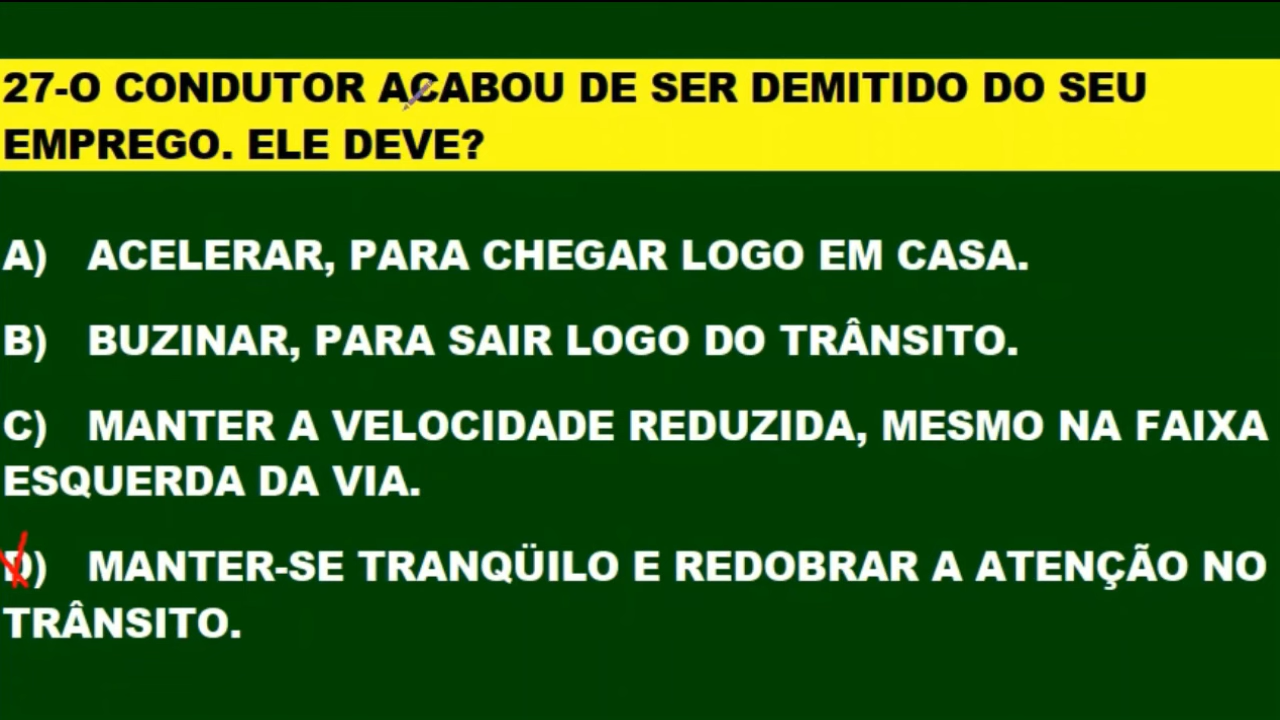 27-O CONDUTOR ACABOU DE SER DEMITIDO DO SEU
EMPREGO. ELE DEVE?
A) ACELERAR, PARA CHEGAR LOGO EM CASA.
B) BUZINAR, PARA SAIR LOGO DO TRÂNSITO.
C) MANTER A VELOCIDADE REDUZIDA, MESMO NA FAIXA
ESQUERDA DA VIA.
D) MANTER-SE TRANQÜILO E REDOBRAR A ATENÇÃO NO
TRÂNSITO.